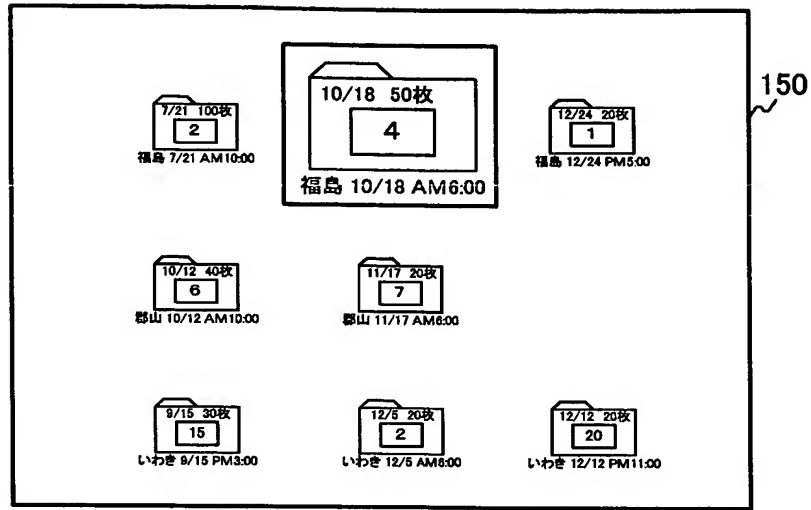 150
7/21 100枚
2
福島 7/21 AM10:00
10/18 50枚
4
福島 10/18 AM6:00
12/24 20枚
1
福島 12/24 PM5:00
10/12 40枚
6
郡山 10/12 AM10:00
11/17 20枚
7
郡山 11/17 AM6:00
9/15 30枚
15
いわき 9/15 PM3:00
12/5 20枚
2
いわき 12/5 AM6:00
12/12 20枚
20
いわき 12/12 PM11:00